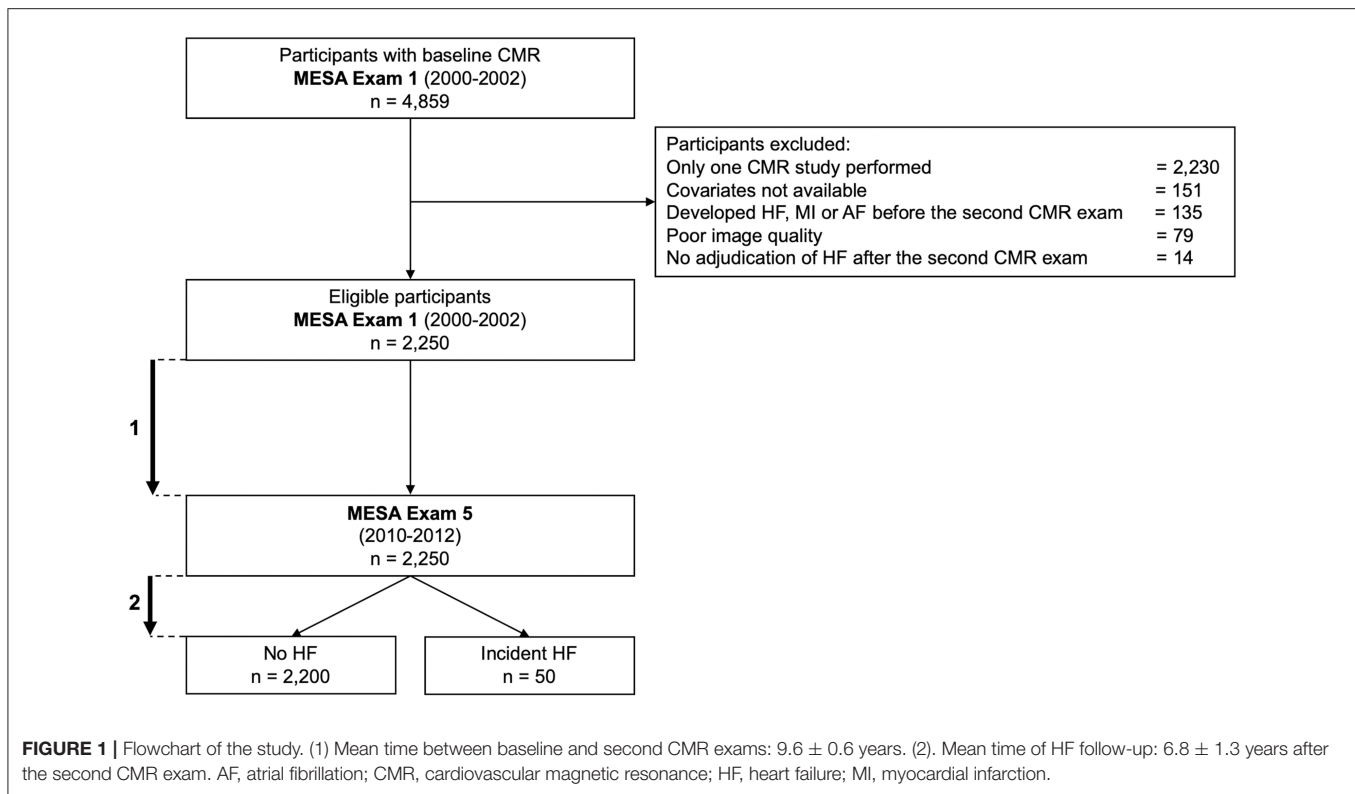 Participants with baseline CMR
MESA Exam 1 (2000-2002)
n = 4,859
Participants excluded:
Only one CMR study performed = 2,230
Covariates not available = 151
Developed HF, MI or AF before the second CMR exam = 135
Poor image quality = 79
No adjudication of HF after the second CMR exam = 14
Eligible participants
MESA Exam 1 (2000-2002)
n = 2,250
1
MESA Exam 5
(2010-2012)
n = 2,250
2
No HF
n = 2,200
Incident HF
n = 50
FIGURE 1 | Flowchart of the study. (1) Mean time between baseline and second CMR exams: 9.6 ± 0.6 years. (2). Mean time of HF follow-up: 6.8 ± 1.3 years after
the second CMR exam. AF, atrial fibrillation; CMR, cardiovascular magnetic resonance; HF, heart failure; MI, myocardial infarction.